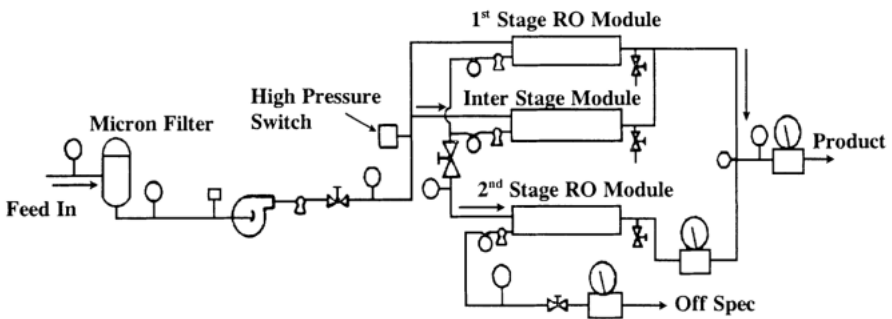 1st Stage RO Module
High Pressure
Switch
Inter Stage Module
Micron Filter
Product
2nd Stage RO Module
Feed In
Off Spec